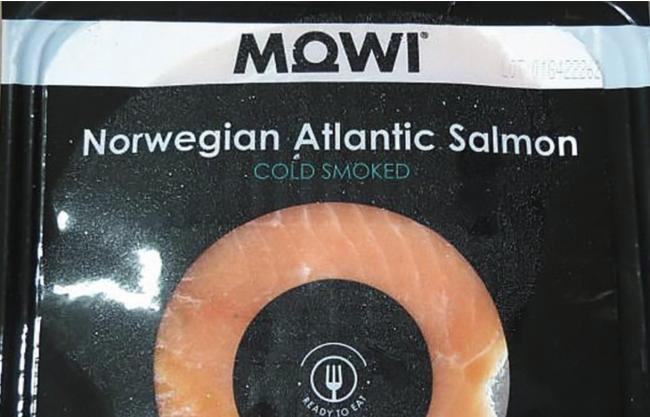 MOWI®
Norwegian Atlantic Salmon
COLD SMOKED
READY TO EAT